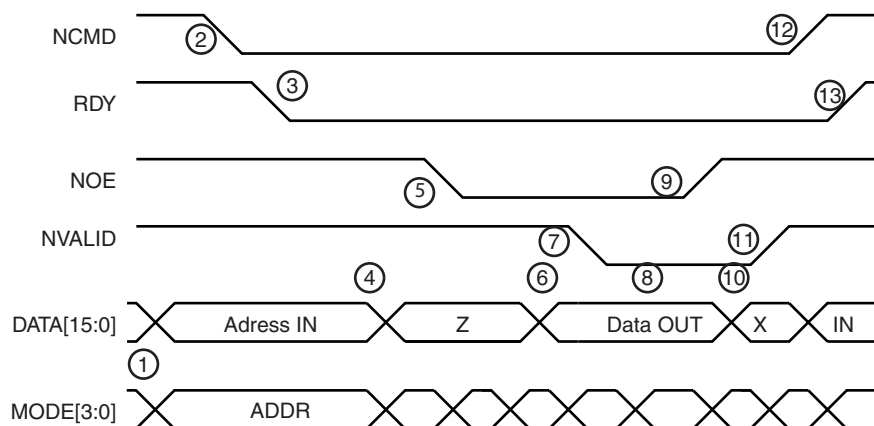 NCMD 2 12
RDY 3 13
NOE 5 9
NVALID 7 11
4 6 8 10
DATA[15:0] Adress IN Z Data OUT X IN
1
MODE[3:0] ADDR